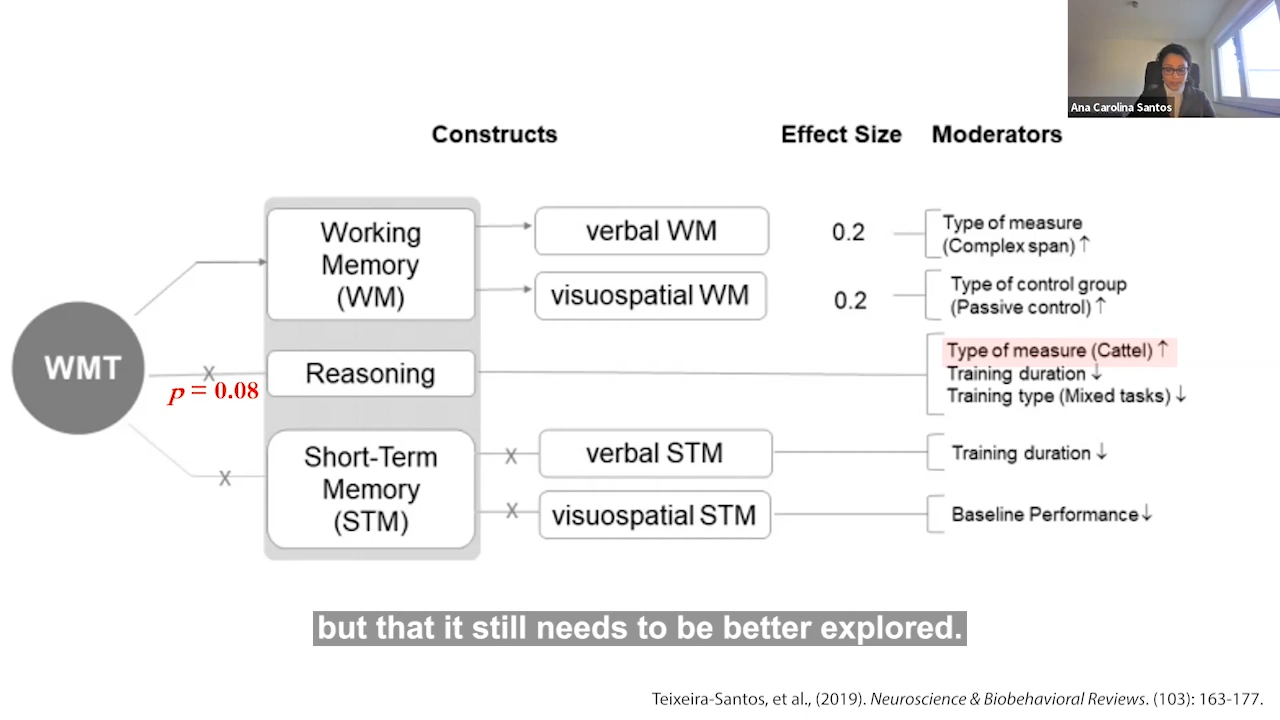 Ana Carolina Santos
Constructs
Effect Size
Moderators
WMT
p = 0.08
Working
Memory
(WM)
verbal WM
0.2
Type of measure
(Complex span)↑
visuospatial WM
0.2
Type of control group
(Passive control)↑
Reasoning
Type of measure (Cattel)↑
Training duration↓
Training type (Mixed tasks)↓
Short-Term
Memory
(STM)
verbal STM
Training duration↓
visuospatial STM
Baseline Performance↓
X
X
X
X
but that it still needs to be better explored.
Teixeira-Santos, et al., (2019). Neuroscience & Biobehavioral Reviews. (103): 163-177.